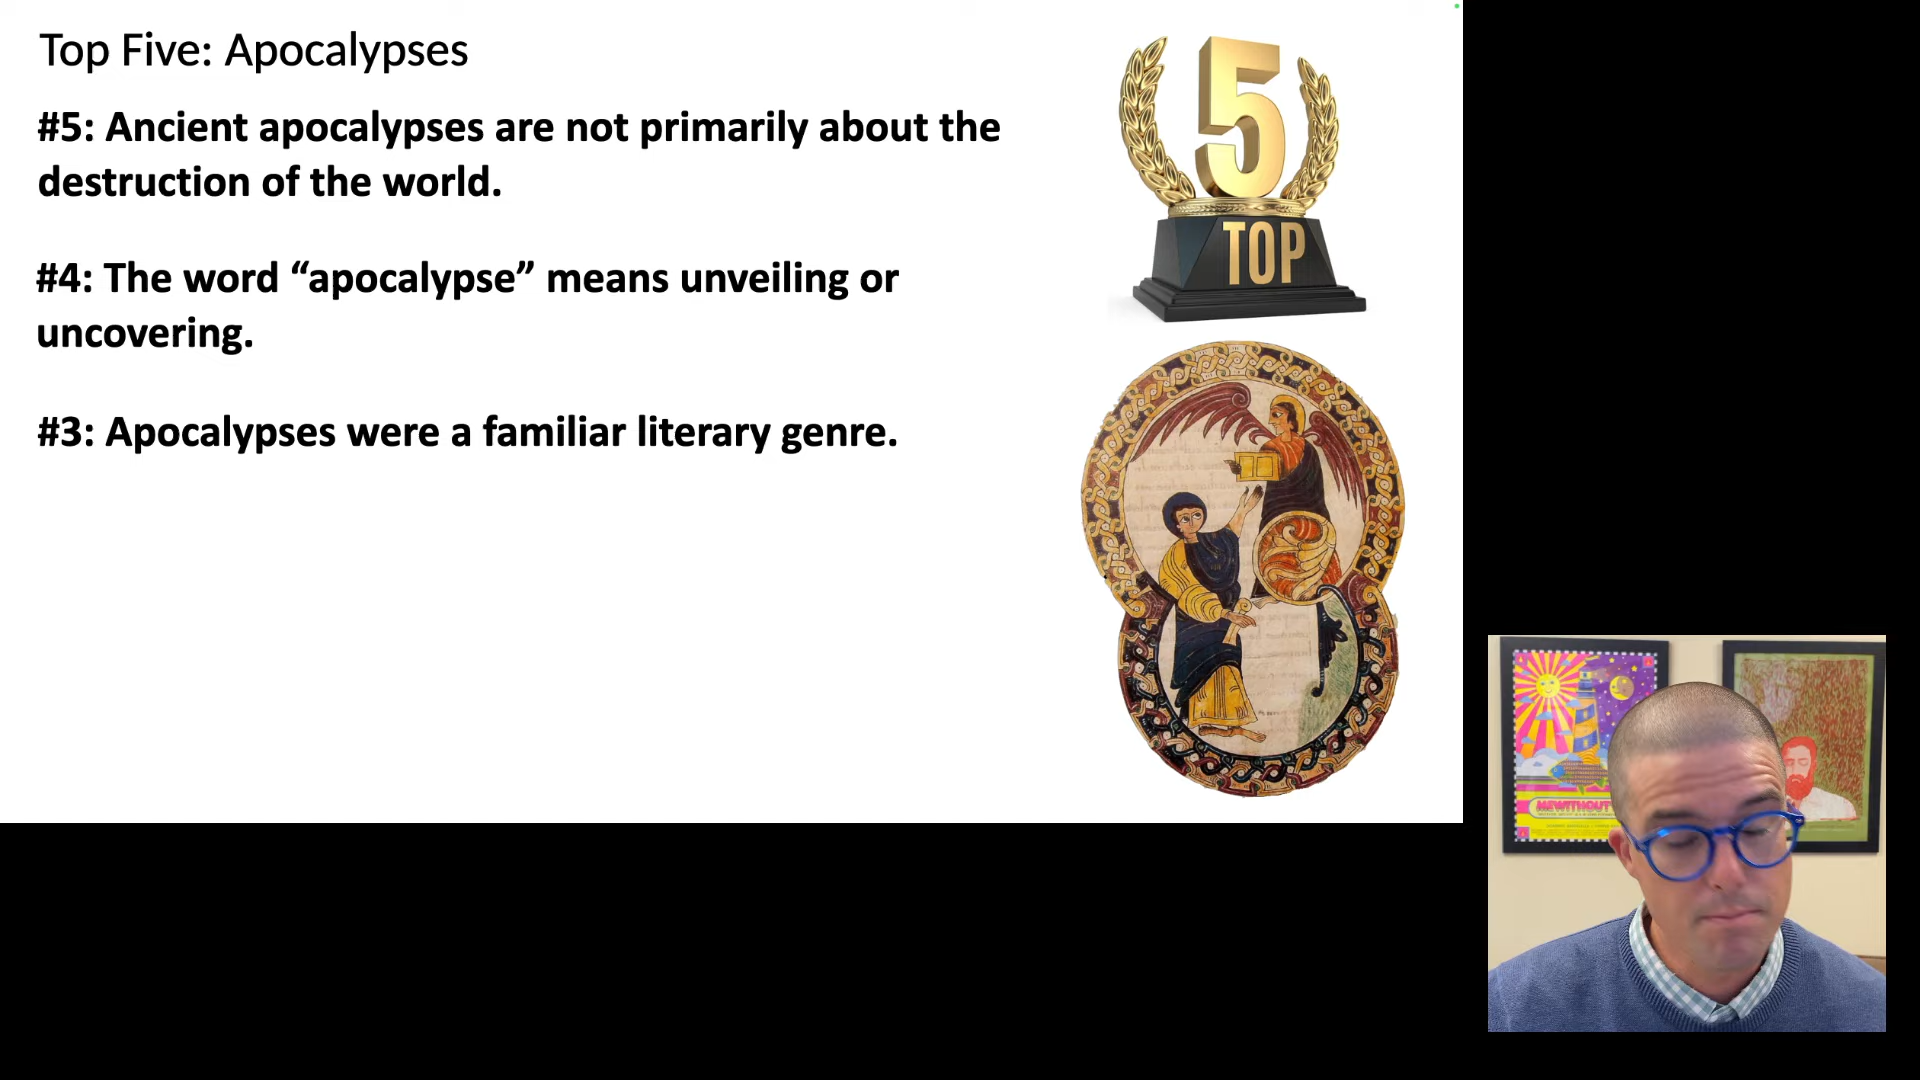 Top Five: Apocalypses
#5: Ancient apocalypses are not primarily about the
destruction of the world.
#4: The word “apocalypse” means unveiling or
uncovering.
#3: Apocalypses were a familiar literary genre.
5
TOP
MEWITHOUT